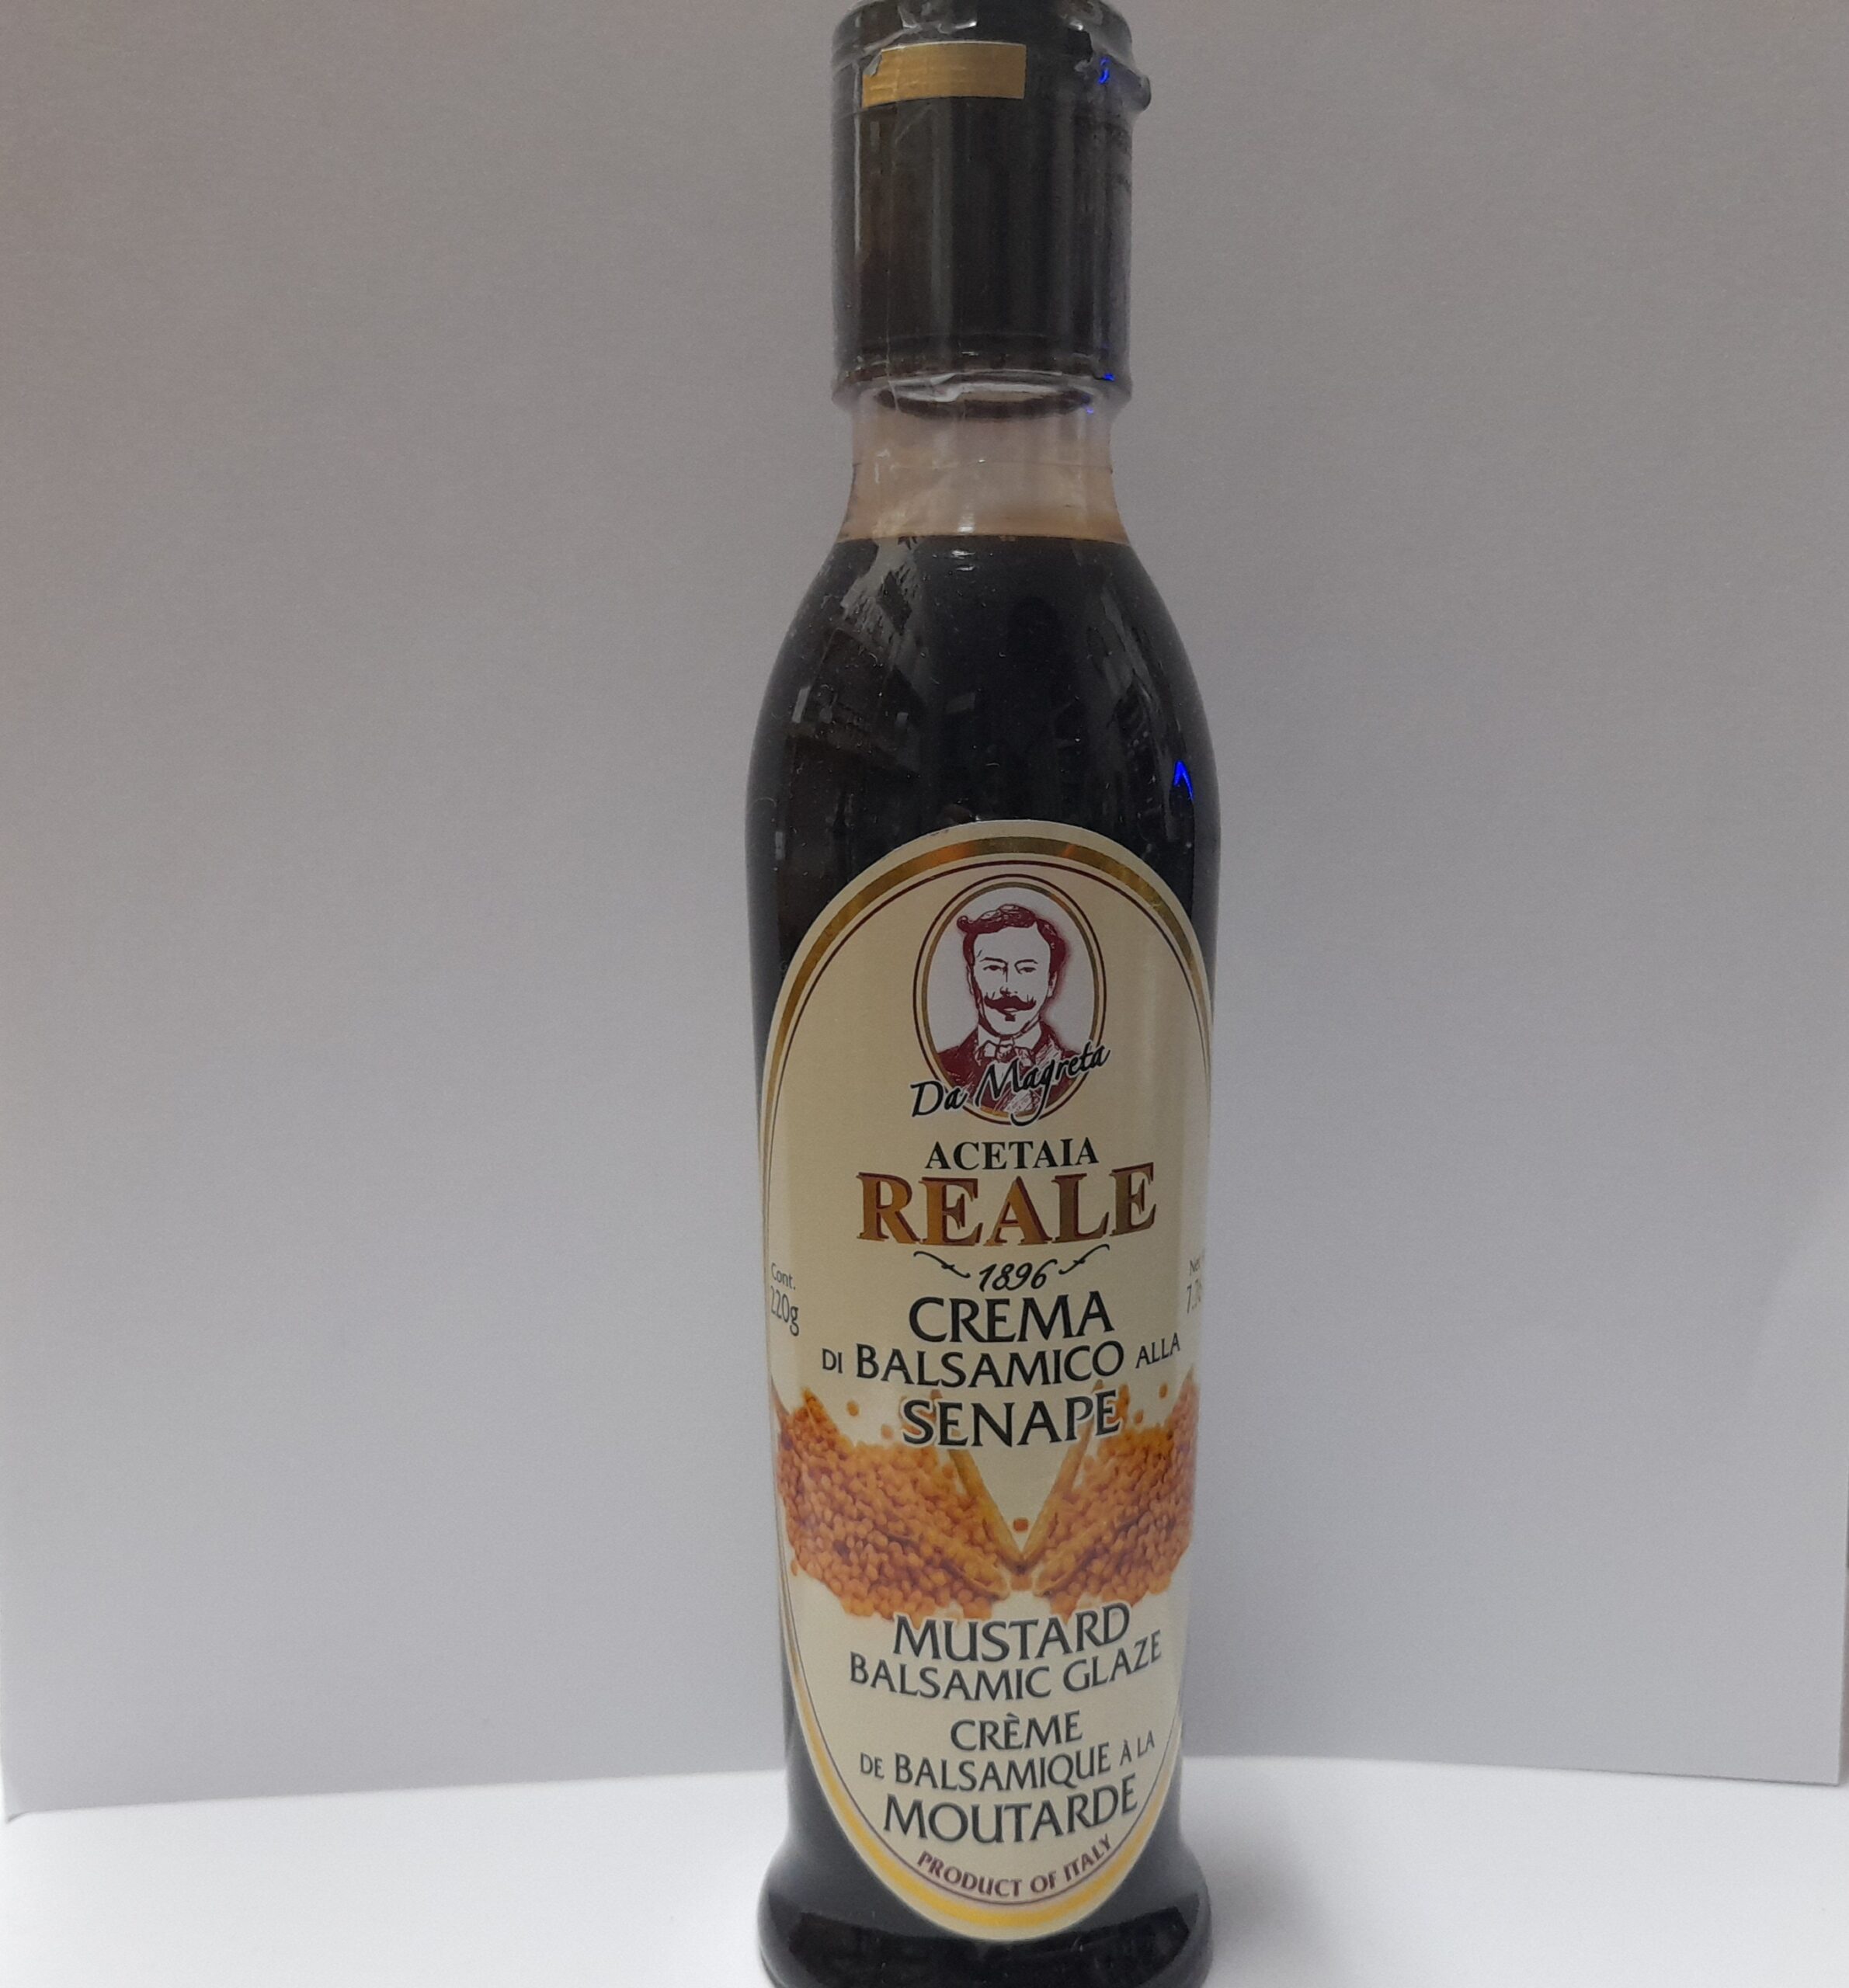 Da Magreta
ACETAIA
REALE
1896
CREMA
DI BALSAMICO ALLA
SENAPE
Cont.
220g
MUSTARD
BALSAMIC GLAZE
CRÈME
DE BALSAMIQUE À LA
MOUTARDE
PRODUCT OF ITALY